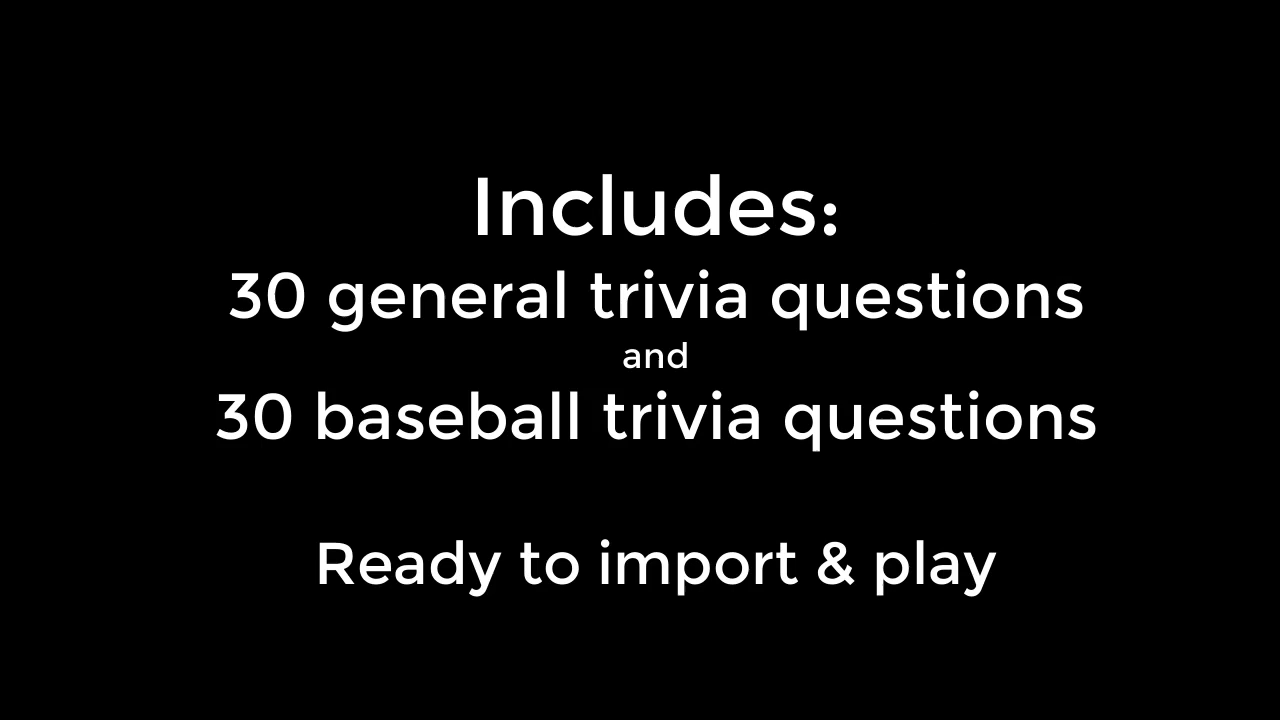 Includes:
30 general trivia questions
and
30 baseball trivia questions
Ready to import & play